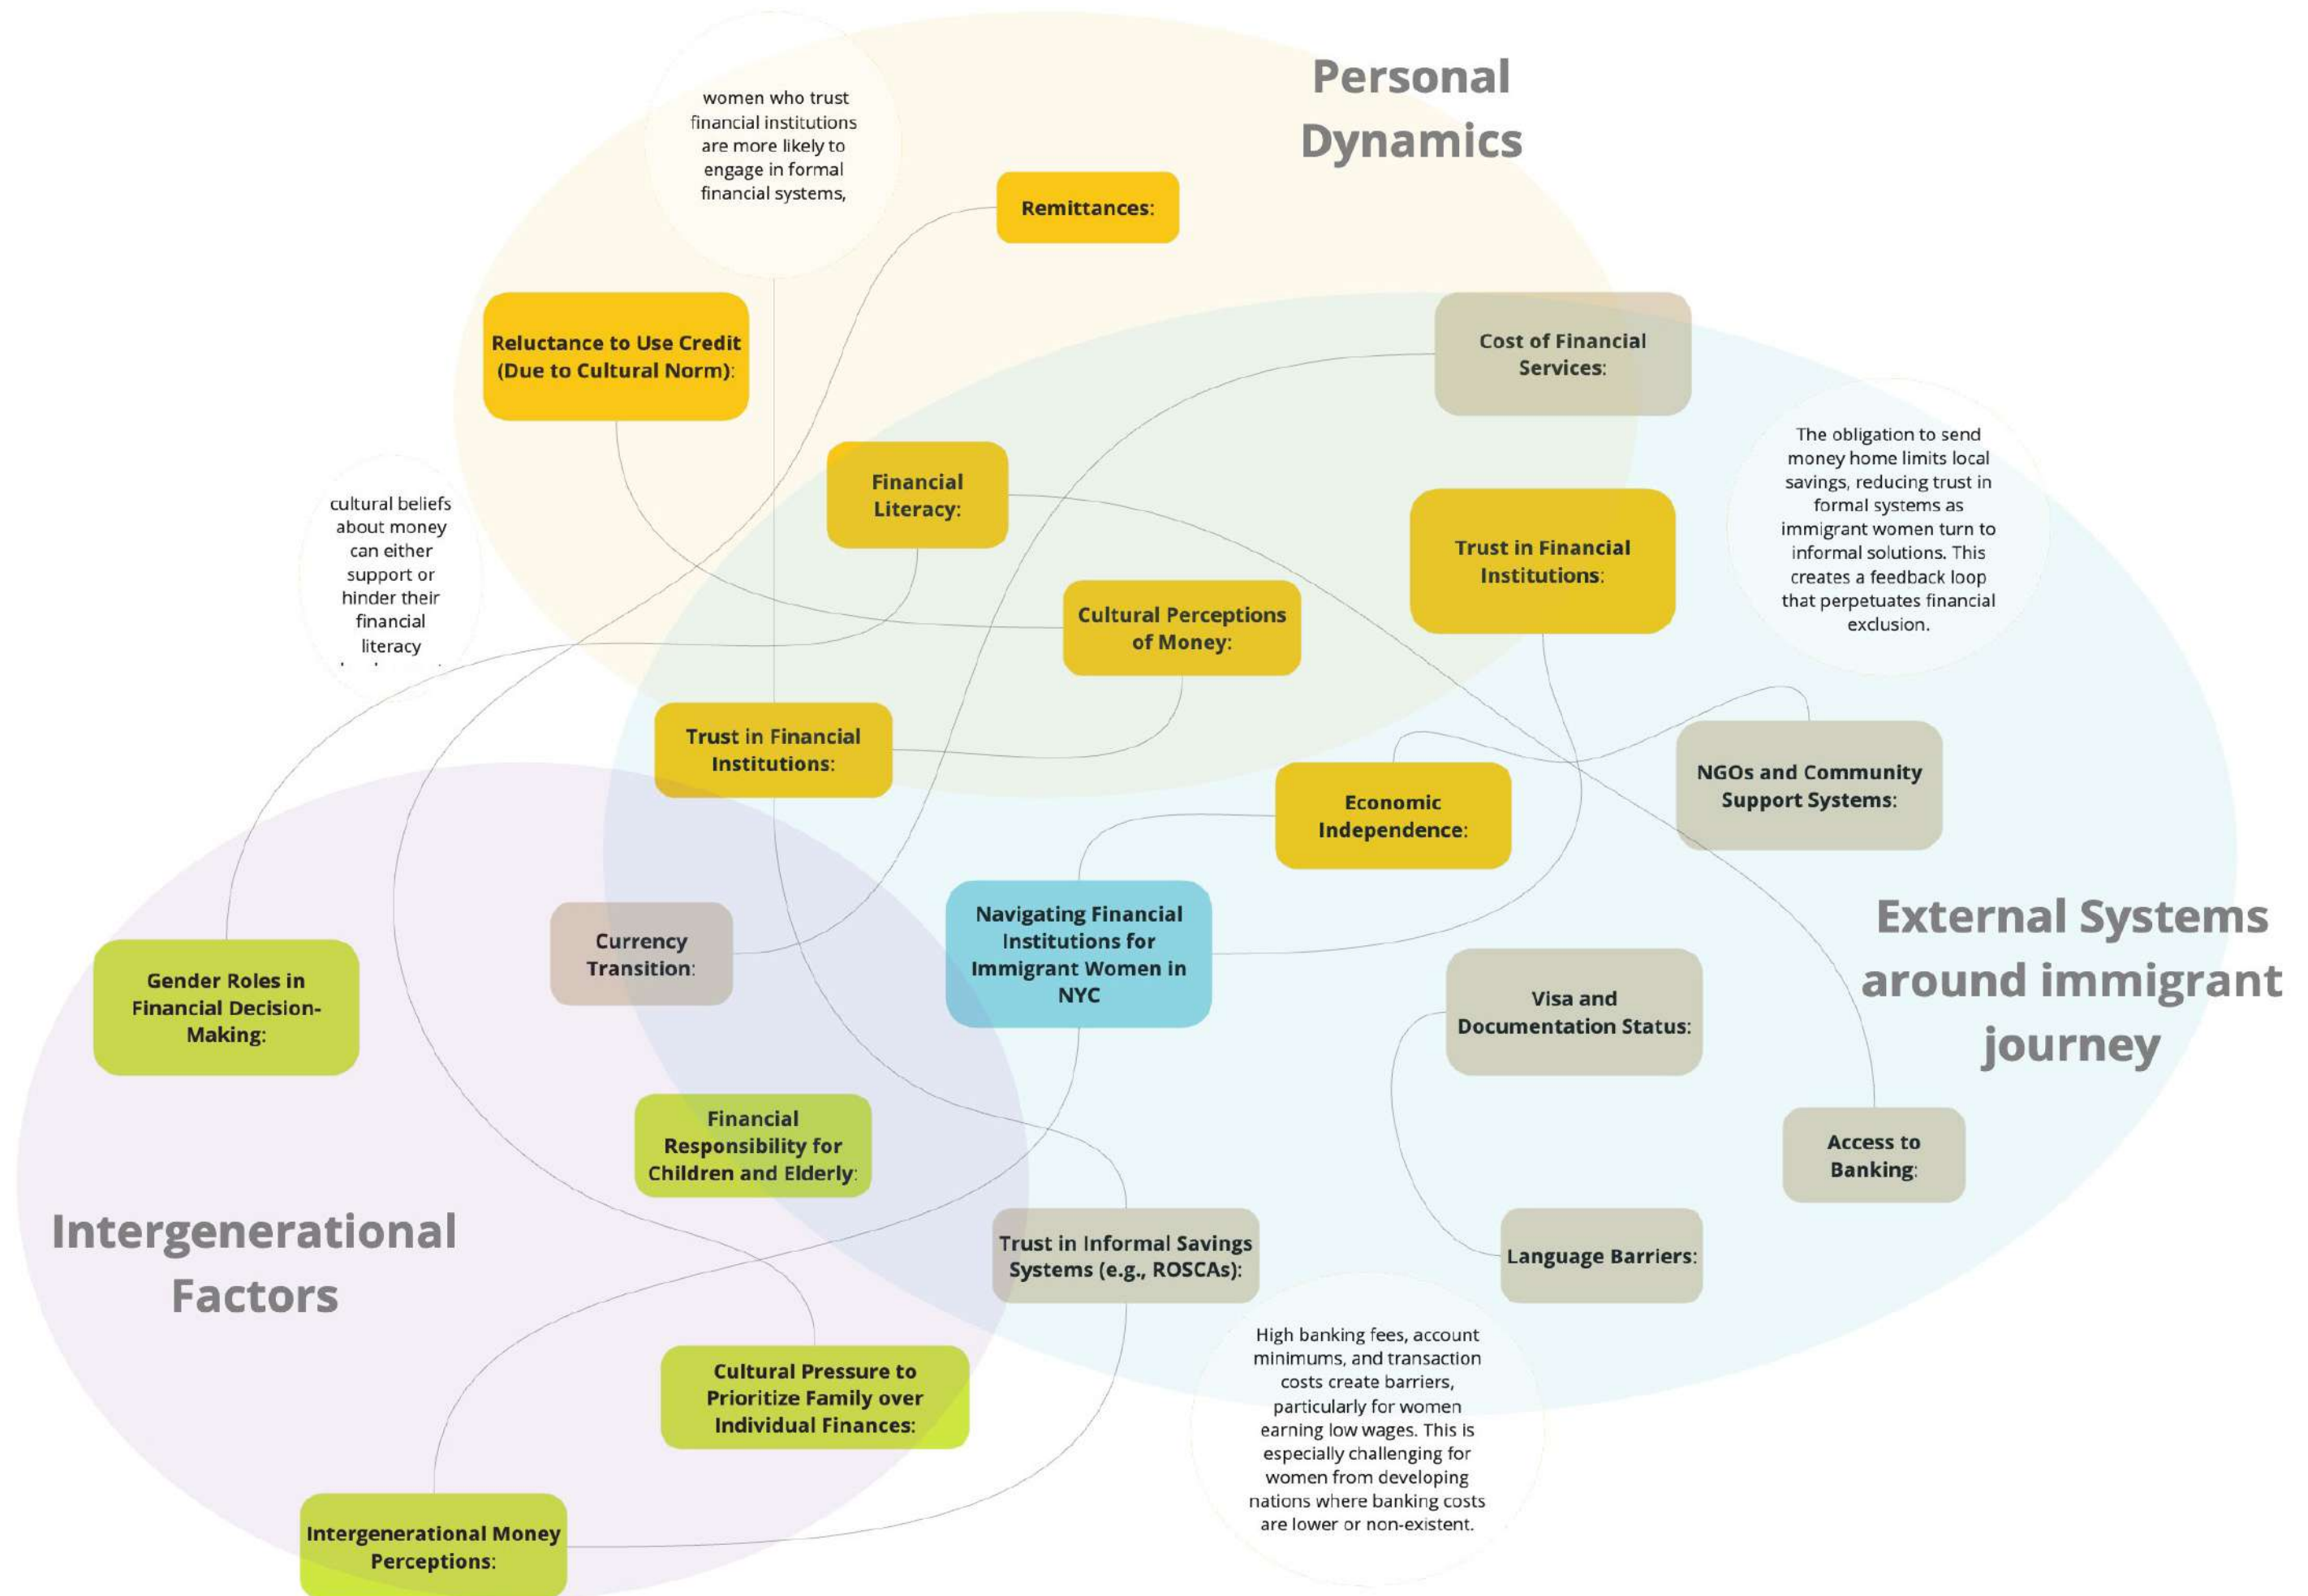 Personal
Dynamics
women who trust
financial institutions
are more likely to
engage in formal
financial systems,
Remittances:
Reluctance to Use Credit
(Due to Cultural Norm):
Cost of Financial
Services:
Financial
Literacy:
The obligation to send
money home limits local
savings, reducing trust in
formal systems as
immigrant women turn to
informal solutions. This
creates a feedback loop
that perpetuates financial
exclusion.
cultural beliefs
about money
can either
support or
hinder their
financial
literacy
Trust in Financial
Institutions:
Cultural Perceptions
of Money:
Trust in Financial
Institutions:
NGOs and Community
Support Systems:
Economic
Independence:
Navigating Financial
Institutions for
Immigrant Women in
NYC
External Systems
around immigrant
journey
Currency
Transition:
Gender Roles in
Financial Decision-
Making:
Visa and
Documentation Status:
Financial
Responsibility for
Children and Elderly:
Access to
Banking:
Intergenerational
Factors
Trust in Informal Savings
Systems (e.g., ROSCAs):
Language Barriers:
High banking fees, account
minimums, and transaction
costs create barriers,
particularly for women
earning low wages. This is
especially challenging for
women from developing
nations where banking costs
are lower or non-existent.
Cultural Pressure to
Prioritize Family over
Individual Finances:
Intergenerational Money
Perceptions: